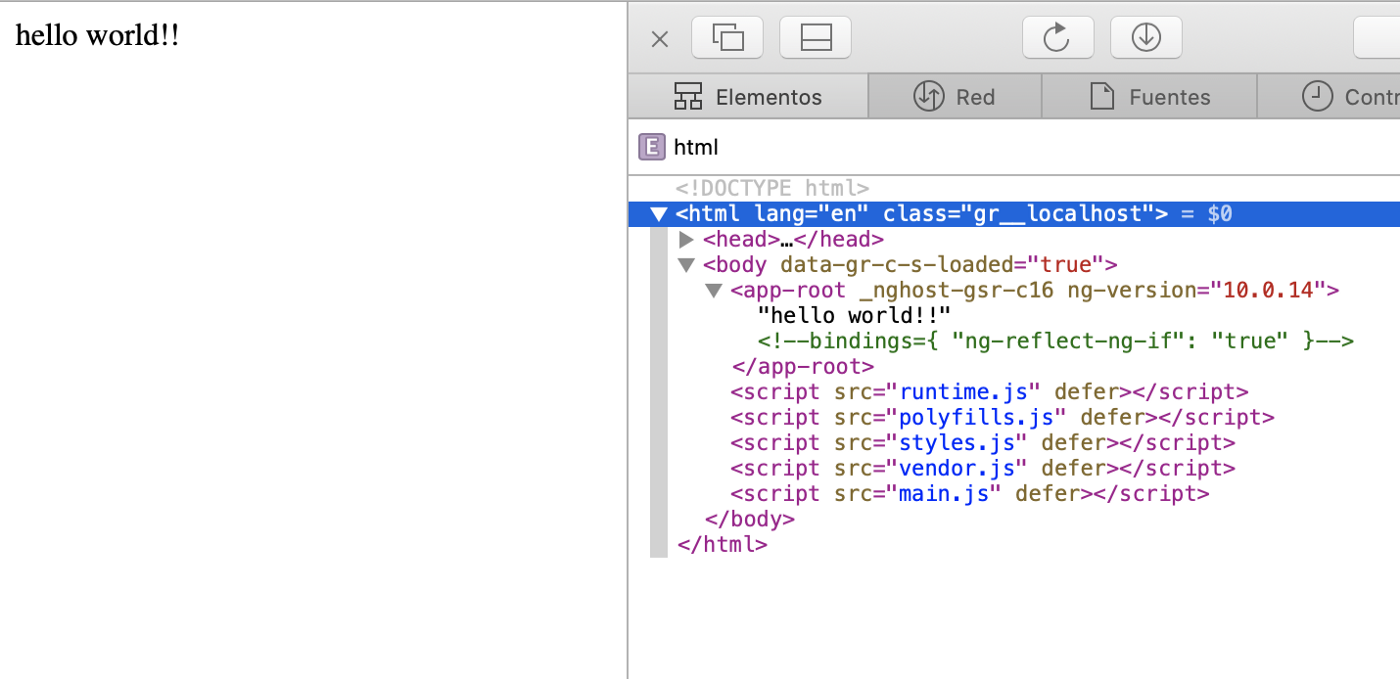 hello world!!
Elementos
Red
Fuentes
Contr
E html
<!DOCTYPE html>
<html lang="en" class="gr__localhost"> = $0
<head>…</head>
<body data-gr-c-s-loaded="true">
<app-root _nghost-gsr-c16 ng-version="10.0.14">
"hello world!!"
<!--bindings={ "ng-reflect-ng-if": "true" }-->
</app-root>
<script src="runtime.js" defer></script>
<script src="polyfills.js" defer></script>
<script src="styles.js" defer></script>
<script src="vendor.js" defer></script>
<script src="main.js" defer></script>
</body>
</html>